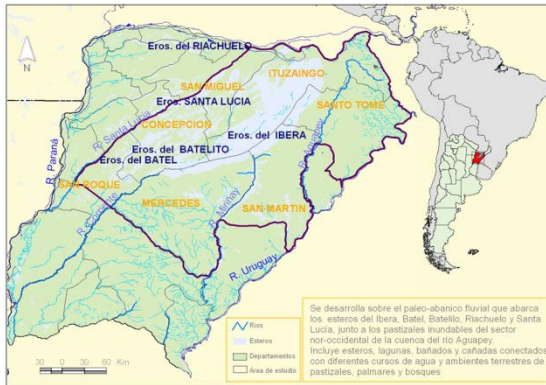 Eros. del RIACHUELO
N
ITUZAINGO
SAN MIGUEL
Eros. SANTA LUCIA
SANTO TOME
R. Santa Lucia
CONCEPCION
R. Aguapey
Eros. del IBERA
R. Paraná
Eros. del BATELITO
Eros. del BATEL
SAN ROQUE
R. Corriente
MERCEDES
R. Miriñay
SAN MARTIN
R. Uruguay
Ríos
Esteros
Departamentos
Área de estudio
30 0 30 60 Km
Se desarrolla sobre el paleo-abanico fluvial que abarca
los esteros del Ibera, Batel, Batelilo, Riachuelo y Santa
Lucía, junto a los pastizales inundables del sector
nor-occidental de la cuenca del río Aguapey.
Incluye esteros, lagunas, bañados y cañadas conectados
con diferentes cursos de agua y ambientes terrestres de
pastizales, palmares y bosques